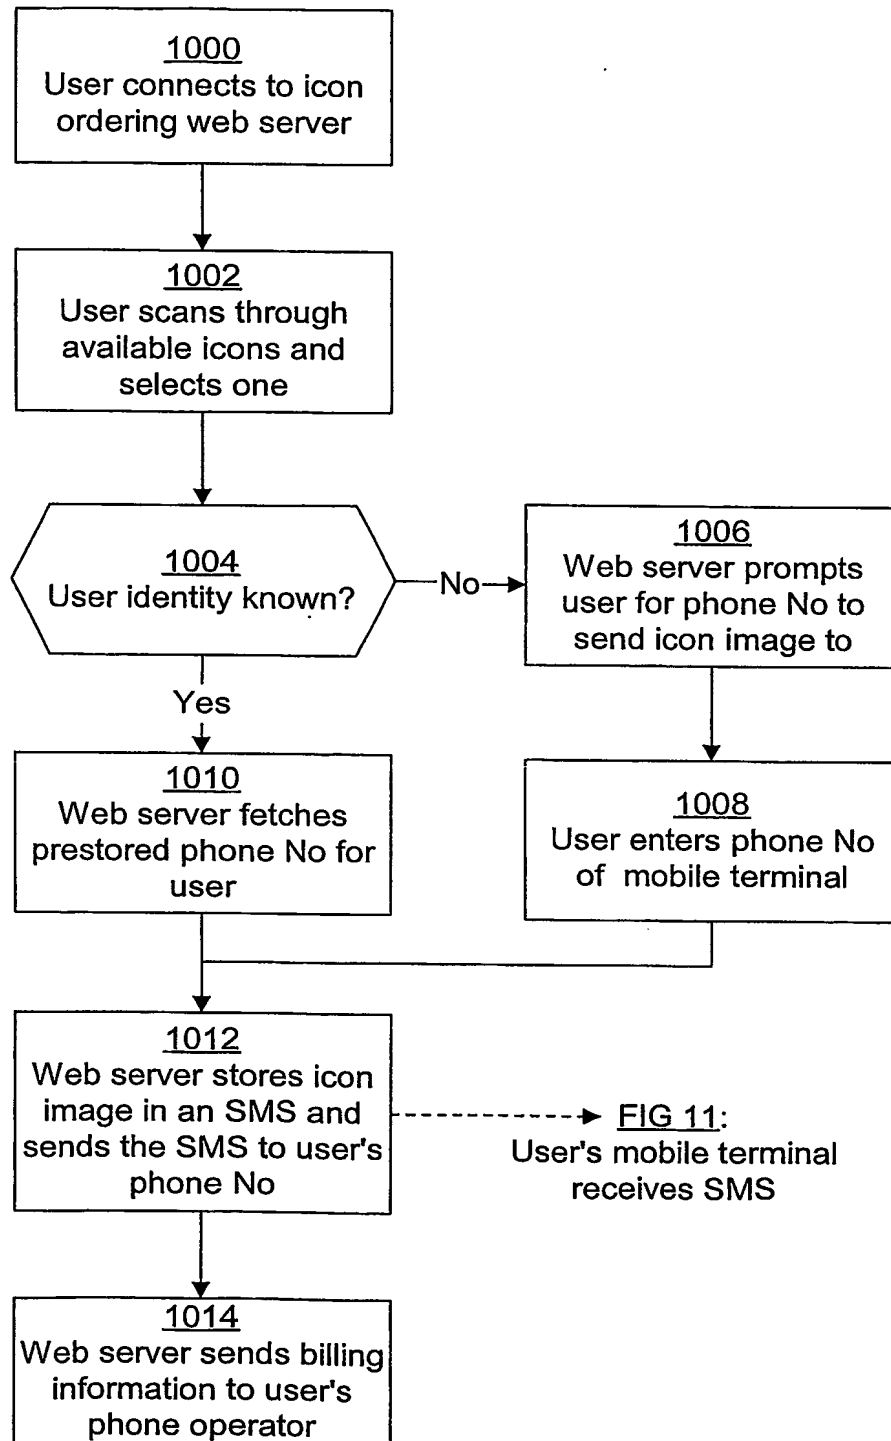 1000
User connects to icon
ordering web server
1002
User scans through
available icons and
selects one
1004
User identity known?
No
1006
Web server prompts
user for phone No to
send icon image to
Yes
1010
Web server fetches
prestored phone No for
user
1008
User enters phone No
of mobile terminal
1012
Web server stores icon
image in an SMS and
sends the SMS to user's
phone No
FIG 11:
User's mobile terminal
receives SMS
1014
Web server sends billing
information to user's
phone operator